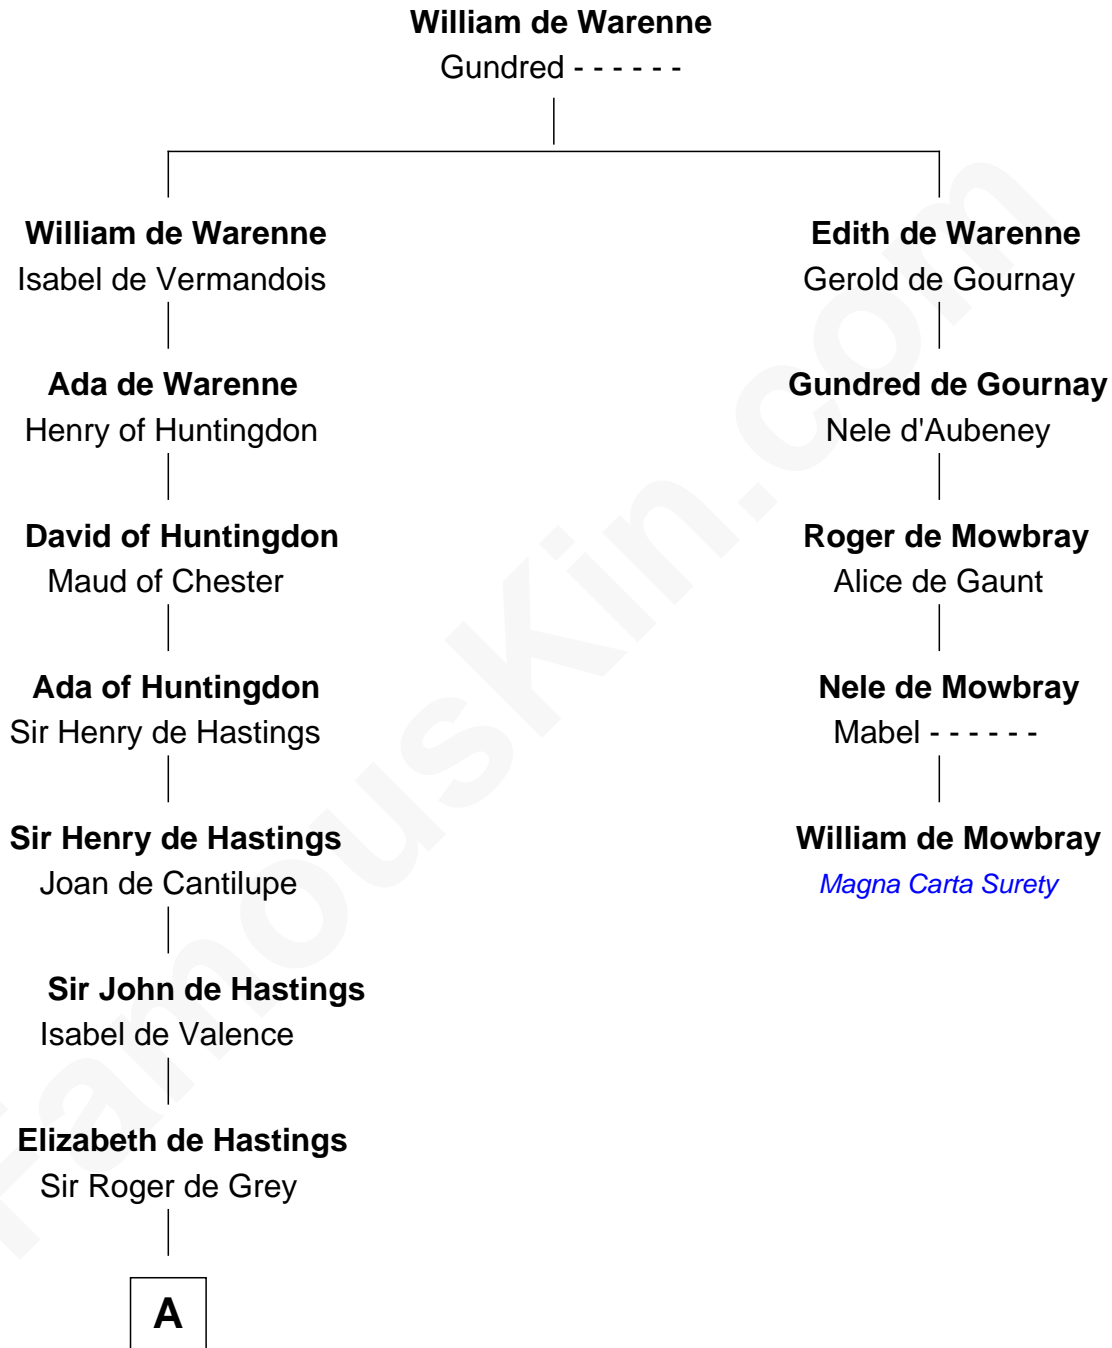 William de Warenne
Gundred - - - - - -
William de Warenne
Isabel de Vermandois
Ada de Warenne
Henry of Huntingdon
David of Huntingdon
Maud of Chester
Ada of Huntingdon
Sir Henry de Hastings
Sir Henry de Hastings
Joan de Cantilupe
Sir John de Hastings
Isabel de Valence
Elizabeth de Hastings
Sir Roger de Grey
A
Edith de Warenne
Gerold de Gournay
Gundred de Gournay
Nele d'Aubeney
Roger de Mowbray
Alice de Gaunt
Nele de Mowbray
Mabel - - - - - -
William de Mowbray
Magna Carta Surety
FamousKin.com